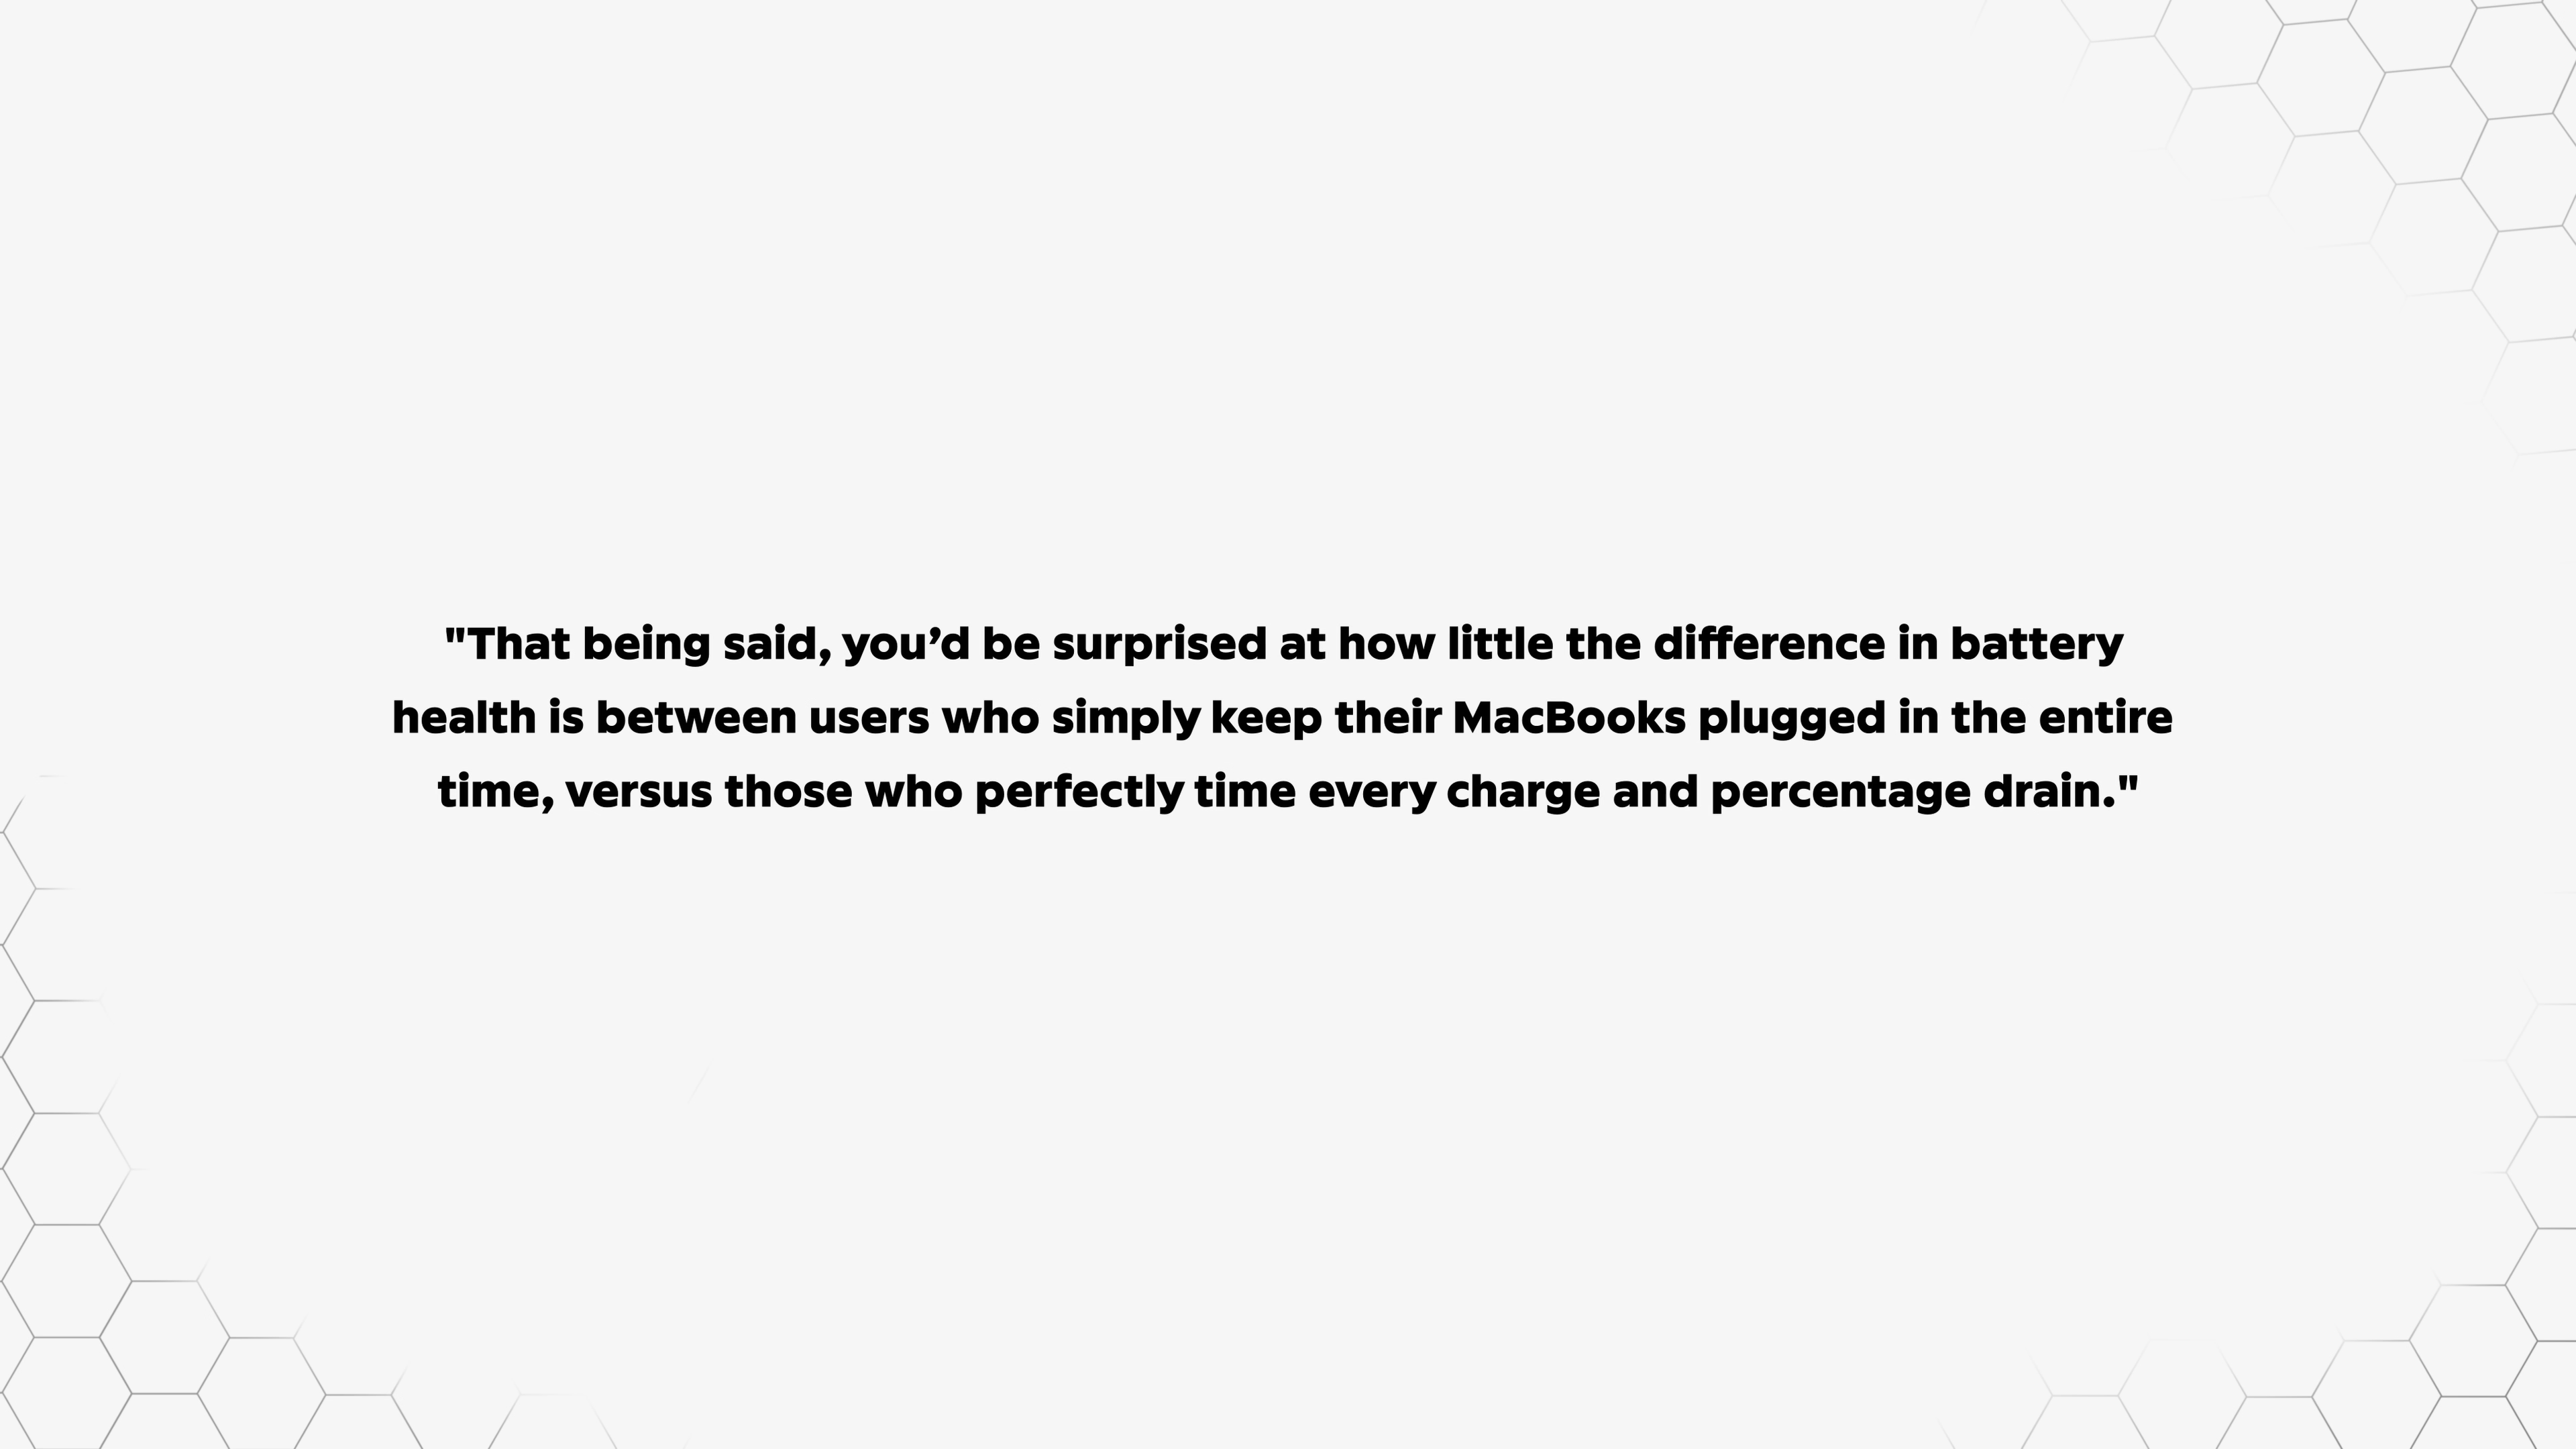 "That being said, you’d be surprised at how little the difference in battery
health is between users who simply keep their MacBooks plugged in the entire
time, versus those who perfectly time every charge and percentage drain."